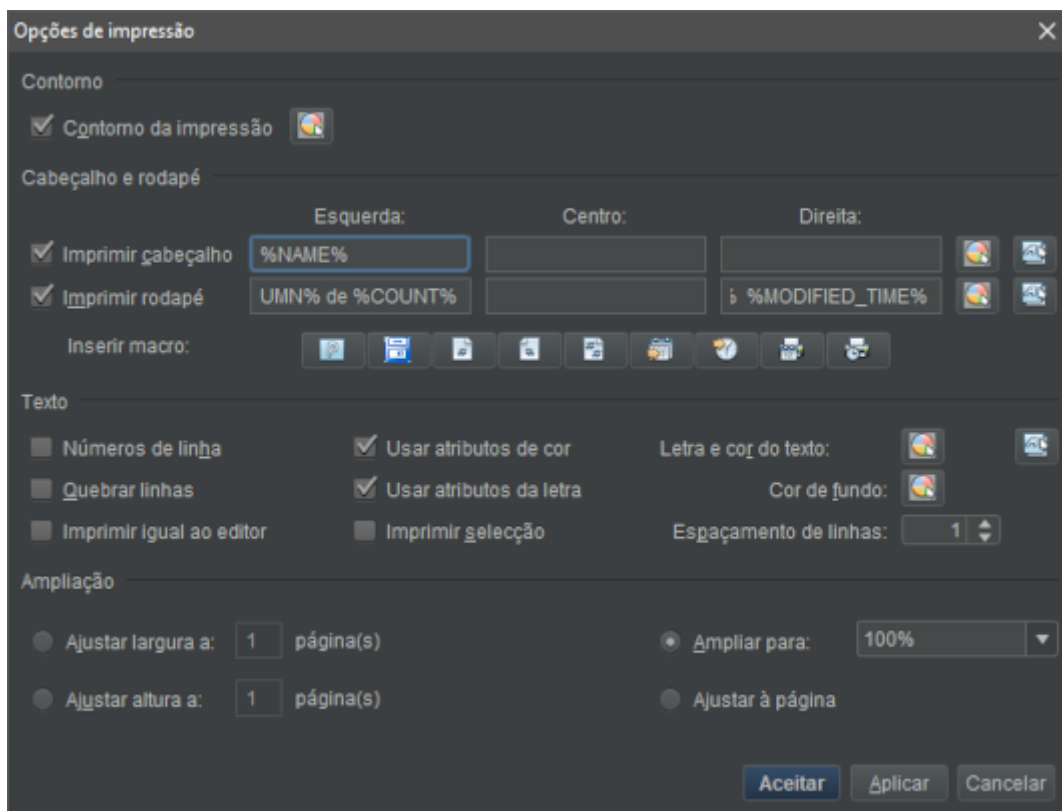 Opções de impressão
Contorno
Contorno da impressão
Cabeçalho e rodapé
Esquerda: Centro: Direita:
Imprimir cabeçalho %NAME%
Imprimir rodapé UMN% de %COUNT% %MODIFIED_TIME%
Inserir macro:
Texto
Números de linha Usar atributos de cor Letra e cor do texto:
Quebrar linhas Usar atributos da letra Cor de fundo:
Imprimir igual ao editor Imprimir selecção Espaçamento de linhas: 1
Ampliação
Ajustar largura a: 1 página(s) Ampliar para: 100%
Ajustar altura a: 1 página(s) Ajustar à página
Aceitar Aplicar Cancelar